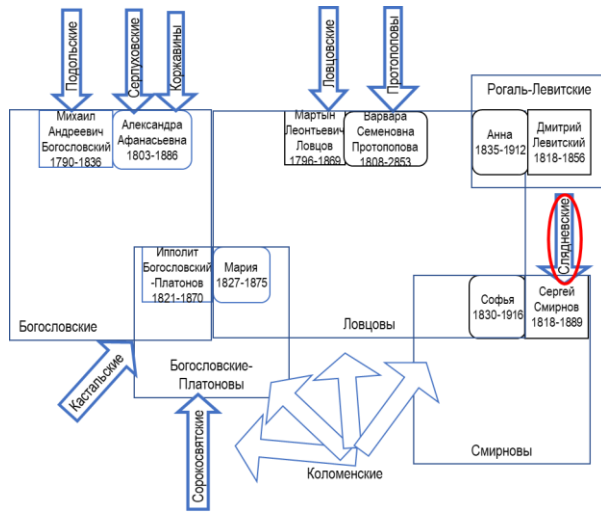 Подольские
Серпуховские
Коржавины
Ловцовские
Протопоповы
Рогаль-Левитские
Михаил
Андреевич
Богословский
1790-1836
Александра
Афанасьевна
1803-1886
Мартын
Леонтьевич
Ловцов
1796-1869
Варвара
Семеновна
Протопопова
1808-2853
Анна
1835-1912
Дмитрий
Левитский
1818-1856
Слядневские
Ипполит
Богословский
-Платонов
1821-1870
Мария
1827-1875
Софья
1830-1916
Сергей
Смирнов
1818-1889
Богословские
Ловцовы
Кастальские
Богословские-
Платоновы
Сорокосвятские
Коломенские
Смирновы